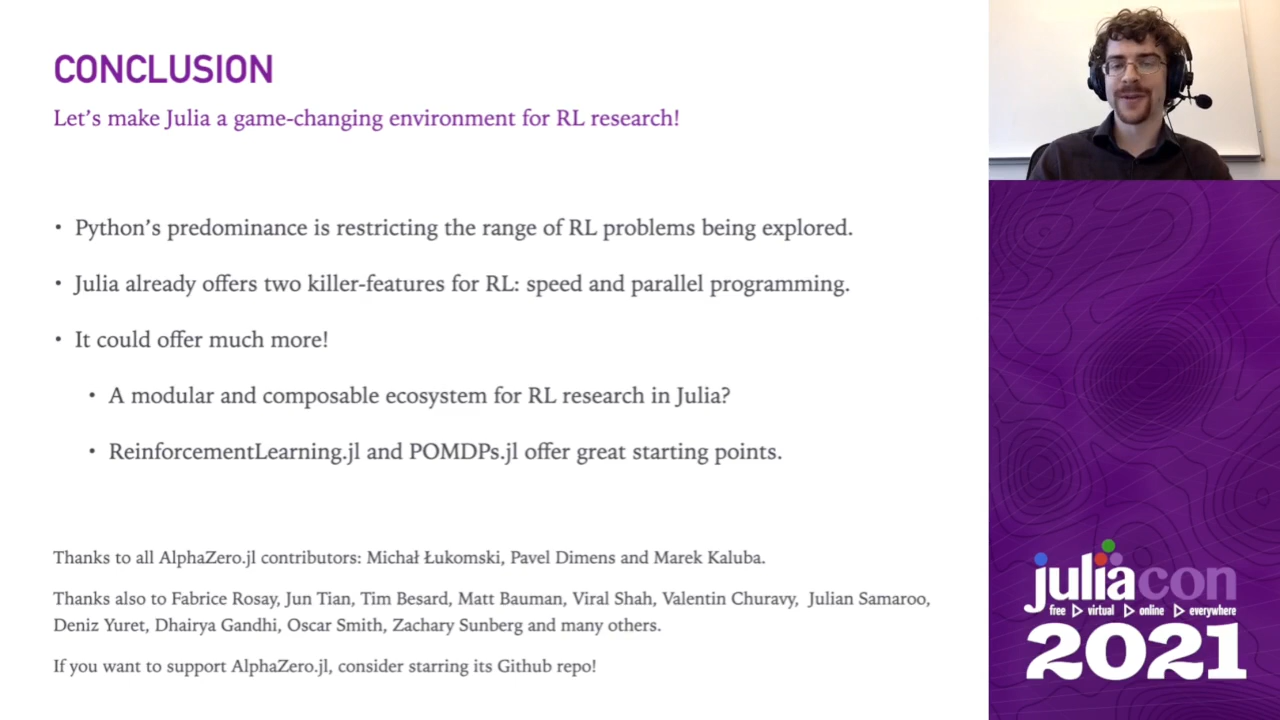 CONCLUSION
Let's make Julia a game-changing environment for RL research!
• Python's predominance is restricting the range of RL problems being explored.
• Julia already offers two killer-features for RL: speed and parallel programming.
• It could offer much more!
• A modular and composable ecosystem for RL research in Julia?
• ReinforcementLearning.jl and POMDPs.jl offer great starting points.
Thanks to all AlphaZero.jl contributors: Michał Łukomski, Pavel Dimens and Marek Kaluba.
Thanks also to Fabrice Rosay, Jun Tian, Tim Besard, Matt Bauman, Viral Shah, Valentin Churavy, Julian Samaroo,
Deniz Yuret, Dhairya Gandhi, Oscar Smith, Zachary Sunberg and many others.
If you want to support AlphaZero.jl, consider starring its Github repo!
juliacon
free ▷ virtual ▷ online ▷ everywhere
2021